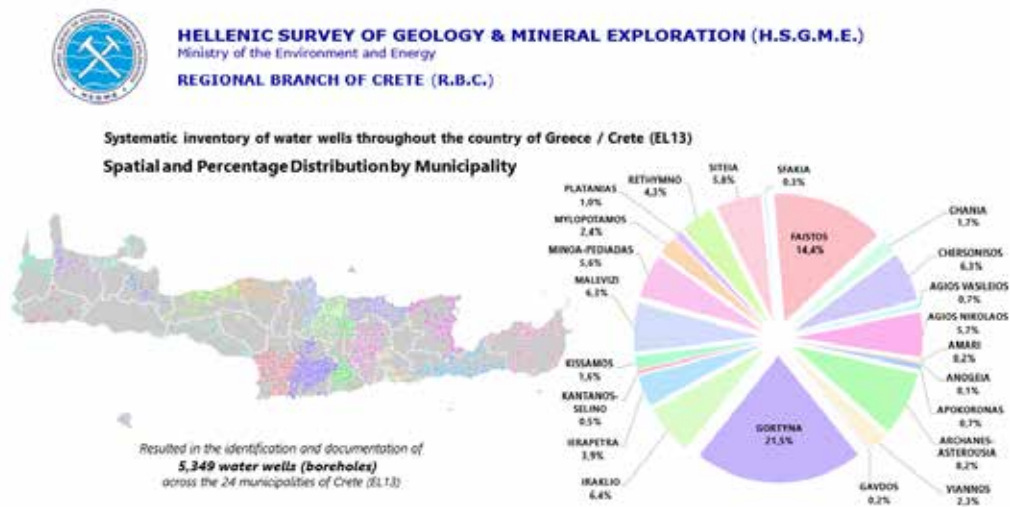 HELLENIC SURVEY OF GEOLOGY & MINERAL EXPLORATION (H.S.G.M.E.)
Ministry of the Environment and Energy
REGIONAL BRANCH OF CRETE (R.B.C.)
Systematic inventory of water wells throughout the country of Greece / Crete (EL13)
Spatial and Percentage Distribution by Municipality
SITEIA
5,8%
SFAKIA
0,3%
RETHYMNO
4,3%
PLATANIAS
1,0%
MYLOPOTAMOS
2,4%
MINOA-PEDIADAS
5,6%
MALEVIZI
6,3%
KISSAMOS
1,6%
KANTANOS-
SELINO
0,5%
IERAPETRA
3,9%
IRAKLIO
6,4%
FAISTOS
14,4%
CHANIA
1,7%
CHERSONISOS
6,3%
AGIOS VASILEIOS
0,7%
AGIOS NIKOLAOS
5,7%
AMARI
0,2%
ANOGEIA
0,1%
APOKORONAS
0,7%
ARCHANES-
ASTEROUSIA
8,2%
VIANNOS
2,3%
GAVDOS
0,2%
GORTYNA
21,5%
Resulted in the identification and documentation of
5,349 water wells (boreholes)
across the 24 municipalities of Crete (EL13)